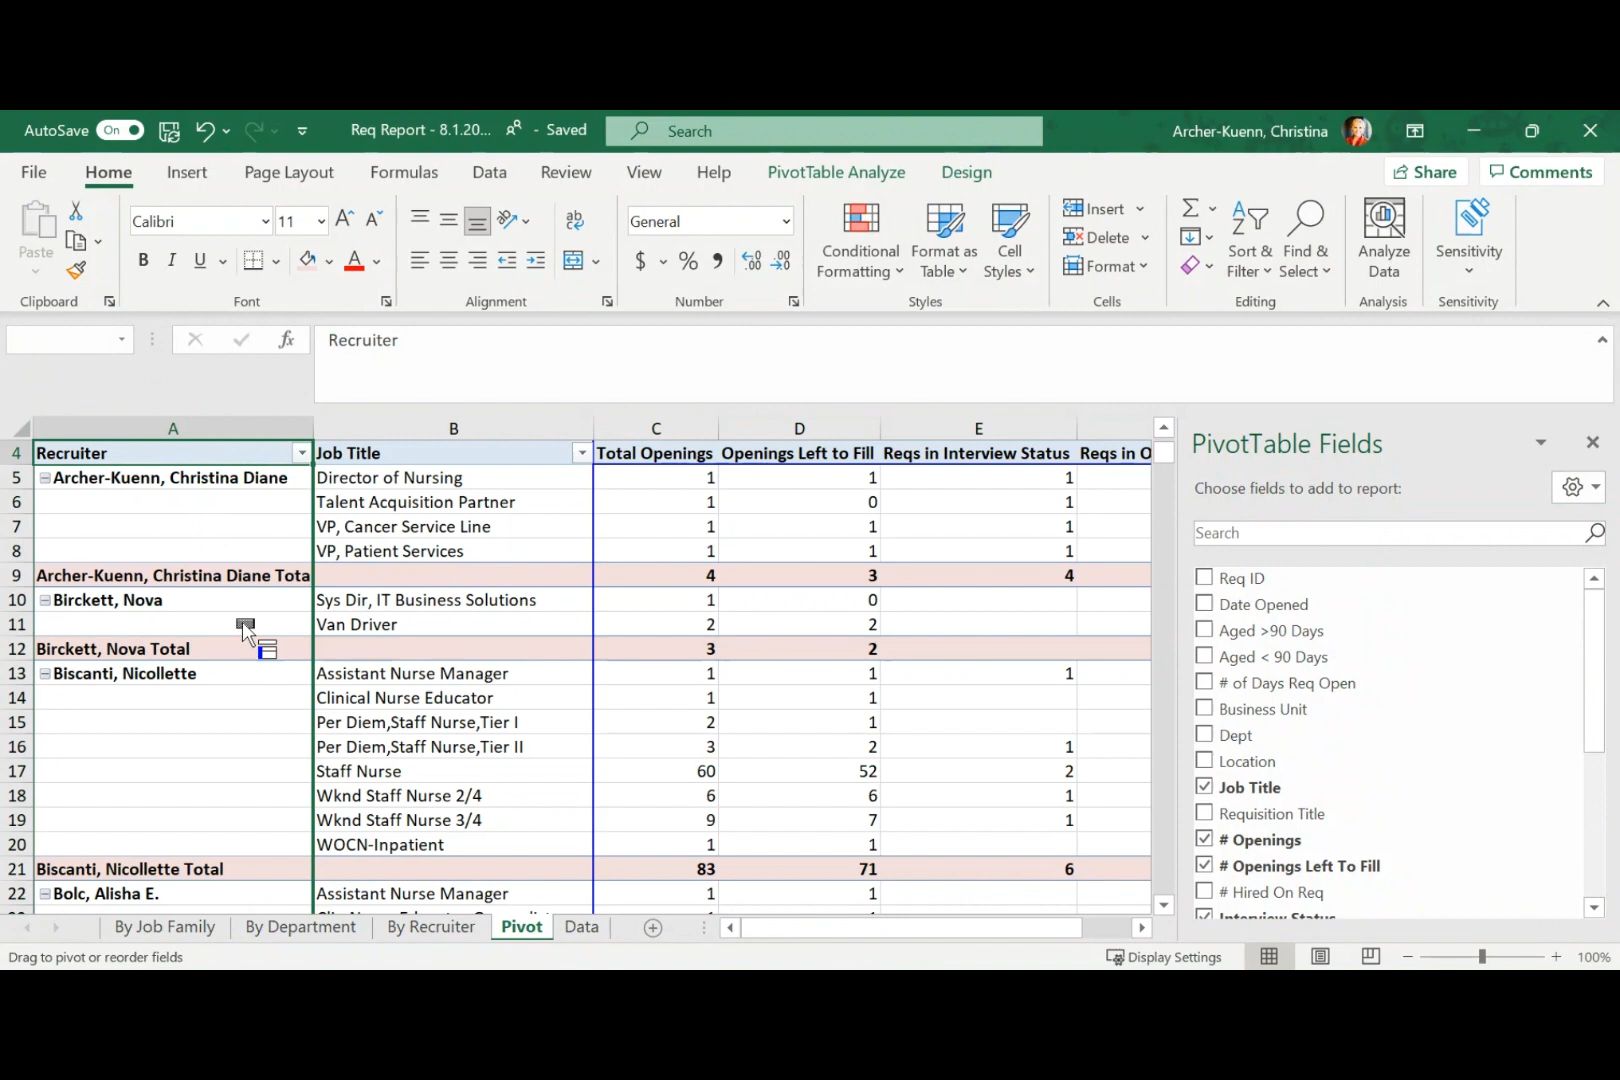 AutoSave On Req Report - 8.1.20... - Saved Search Archer-Kuenn, Christina
File Home Insert Page Layout Formulas Data Review View Help PivotTable Analyze Design Share Comments
Paste
Calibri 11
B I U A
ab
General
$ % 9 .00 .00
Conditional Formatting
Format as Table
Cell Styles
Insert
Delete
Format
Sort & Filter
Find & Select
Analyze Data
Sensitivity
Clipboard Font Alignment Number Styles Cells Editing Analysis Sensitivity
fx Recruiter
A B C D E
4 Recruiter Job Title Total Openings Openings Left to Fill Reqs in Interview Status Reqs in O
5 Archer-Kuenn, Christina Diane Director of Nursing 1 1 1
6 Talent Acquisition Partner 1 0 1
7 VP, Cancer Service Line 1 1 1
8 VP, Patient Services 1 1 1
9 Archer-Kuenn, Christina Diane Tota 4 3 4
10 Birckett, Nova Sys Dir, IT Business Solutions 1 0
11 Van Driver 2 2
12 Birckett, Nova Total 3 2
13 Biscanti, Nicollette Assistant Nurse Manager 1 1 1
14 Clinical Nurse Educator 1 1
15 Per Diem,Staff Nurse,Tier I 2 1
16 Per Diem,Staff Nurse,Tier II 3 2 1
17 Staff Nurse 60 52 2
18 Wknd Staff Nurse 2/4 6 6 1
19 Wknd Staff Nurse 3/4 9 7 1
20 WOCN-Inpatient 1 1
21 Biscanti, Nicollette Total 83 71 6
22 Bolc, Alisha E. Assistant Nurse Manager 1 1
PivotTable Fields
Choose fields to add to report:
Search
Req ID
Date Opened
Aged >90 Days
Aged < 90 Days
# of Days Req Open
Business Unit
Dept
Location
Job Title
Requisition Title
# Openings
# Openings Left To Fill
# Hired On Req
Interview Status
By Job Family By Department By Recruiter Pivot Data
Drag to pivot or reorder fields Display Settings 100%